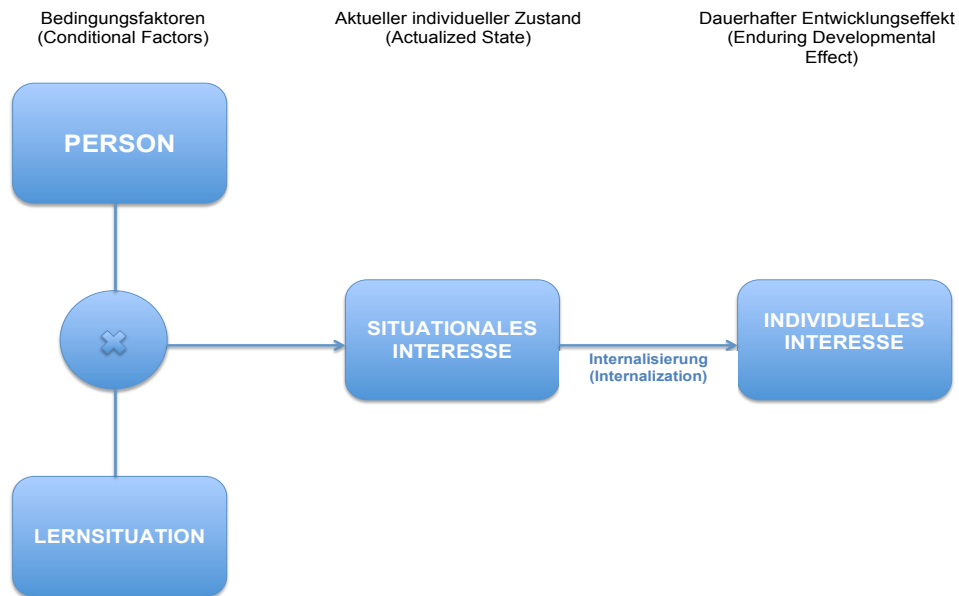 Bedingungsfaktoren
(Conditional Factors)
Aktueller individueller Zustand
(Actualized State)
Dauerhafter Entwicklungseffekt
(Enduring Developmental
Effect)
PERSON
SITUATIONALES
INTERESSE
Internalisierung
(Internalization)
INDIVIDUELLES
INTERESSE
LERNSITUATION